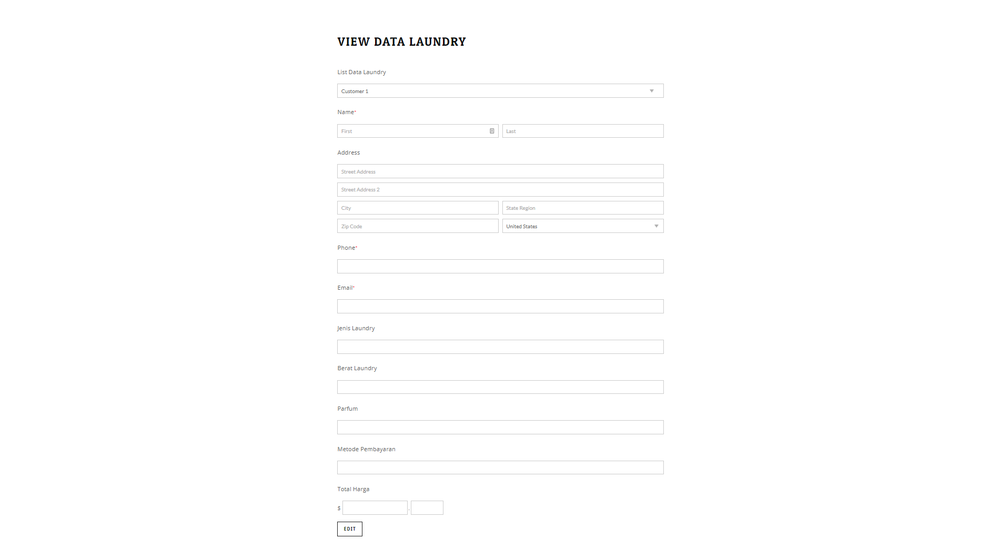 VIEW DATA LAUNDRY
List Data Laundry
Customer 1
Name*
First
Last
Address
Street Address
Street Address 2
City
State Region
Zip Code
United States
Phone*
Email*
Jenis Laundry
Berat Laundry
Parfum
Metode Pembayaran
Total Harga
$ .
EDIT